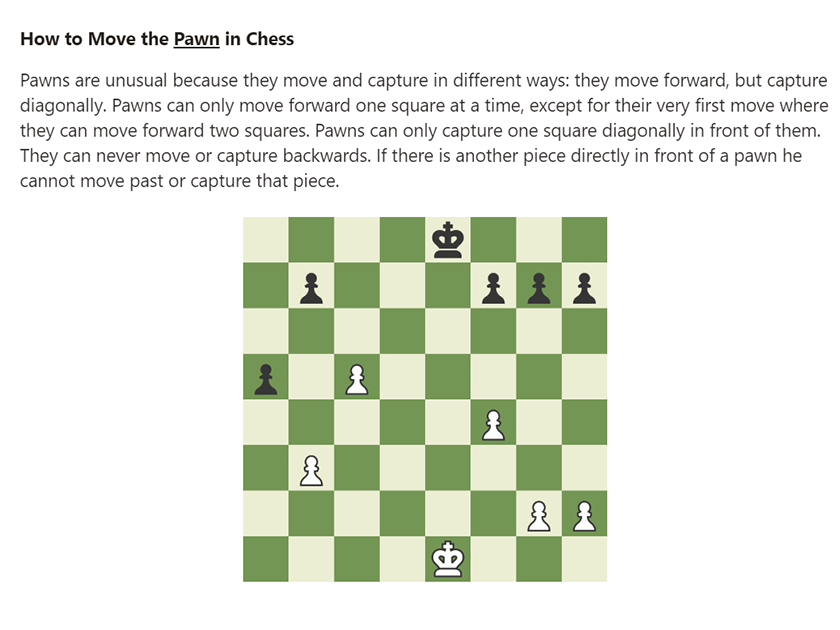 How to Move the Pawn in Chess
Pawns are unusual because they move and capture in different ways: they move forward, but capture
diagonally. Pawns can only move forward one square at a time, except for their very first move where
they can move forward two squares. Pawns can only capture one square diagonally in front of them.
They can never move or capture backwards. If there is another piece directly in front of a pawn he
cannot move past or capture that piece.